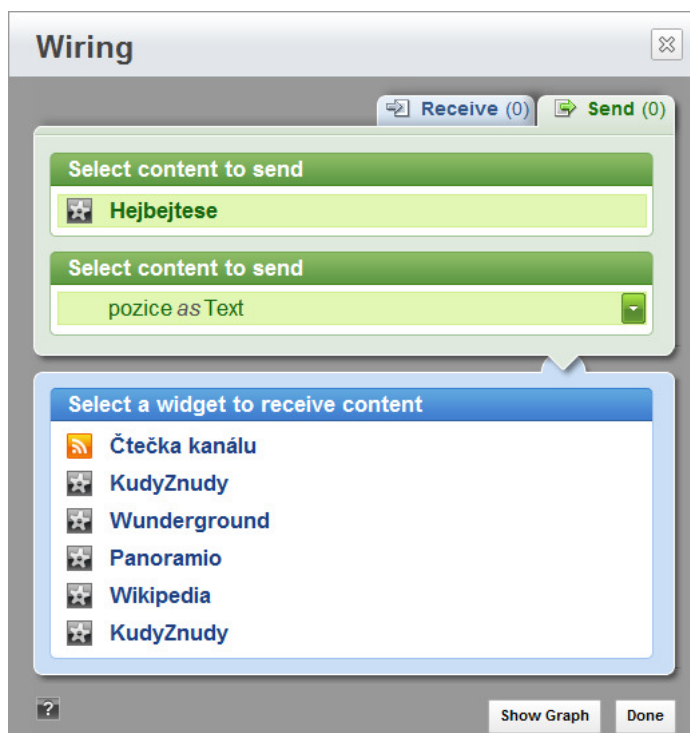 Wiring
Receive (0)
Send (0)
Select content to send
Hejbejtese
Select content to send
pozice as Text
Select a widget to receive content
Čtečka kanálu
KudyZnudy
Wunderground
Panoramio
Wikipedia
KudyZnudy
?
Show Graph
Done